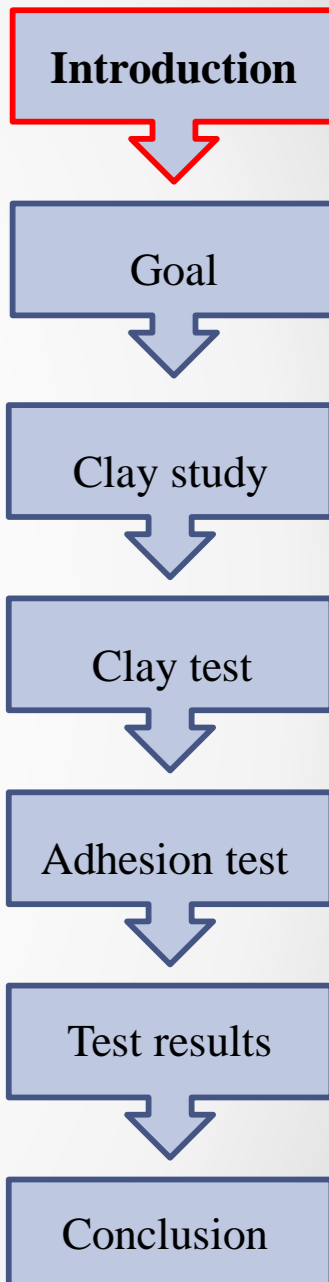 Introduction
Goal
Clay study
Clay test
Adhesion test
Test results
Conclusion